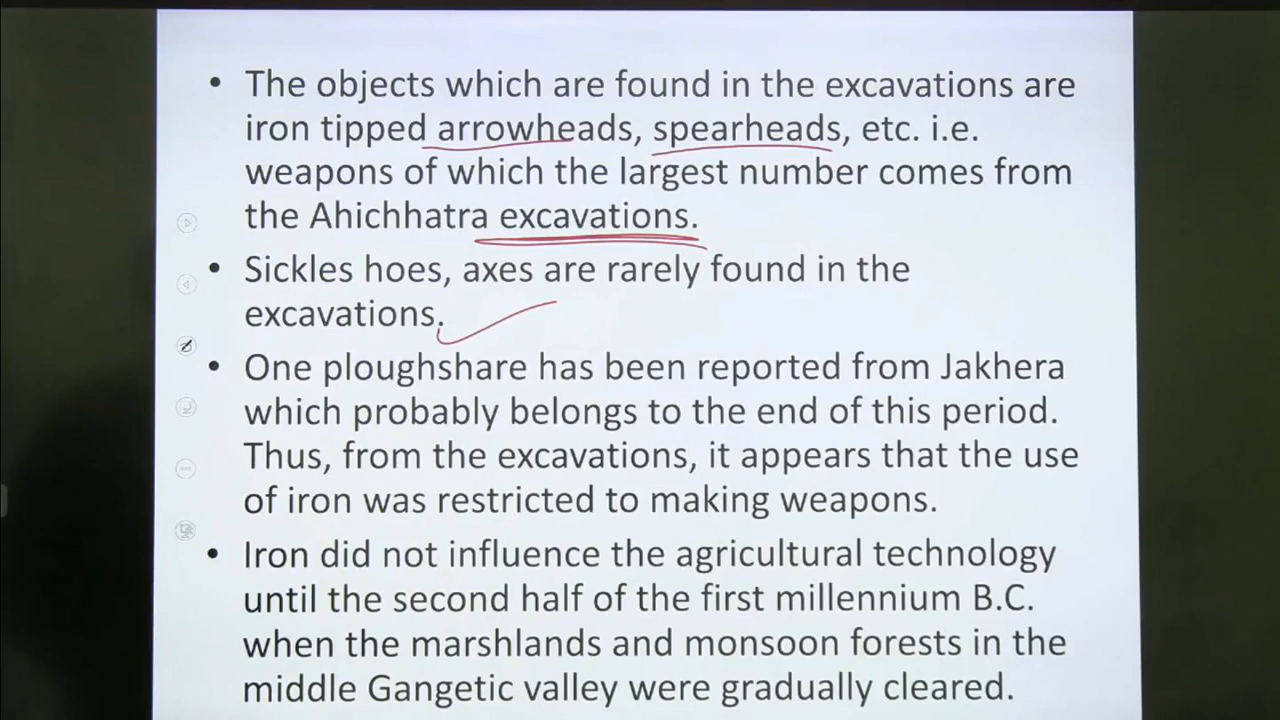 • The objects which are found in the excavations are
iron tipped arrowheads, spearheads, etc. i.e.
weapons of which the largest number comes from
the Ahichhatra excavations.
• Sickles hoes, axes are rarely found in the
excavations.
• One ploughshare has been reported from Jakhera
which probably belongs to the end of this period.
Thus, from the excavations, it appears that the use
of iron was restricted to making weapons.
• Iron did not influence the agricultural technology
until the second half of the first millennium B.C.
when the marshlands and monsoon forests in the
middle Gangetic valley were gradually cleared.